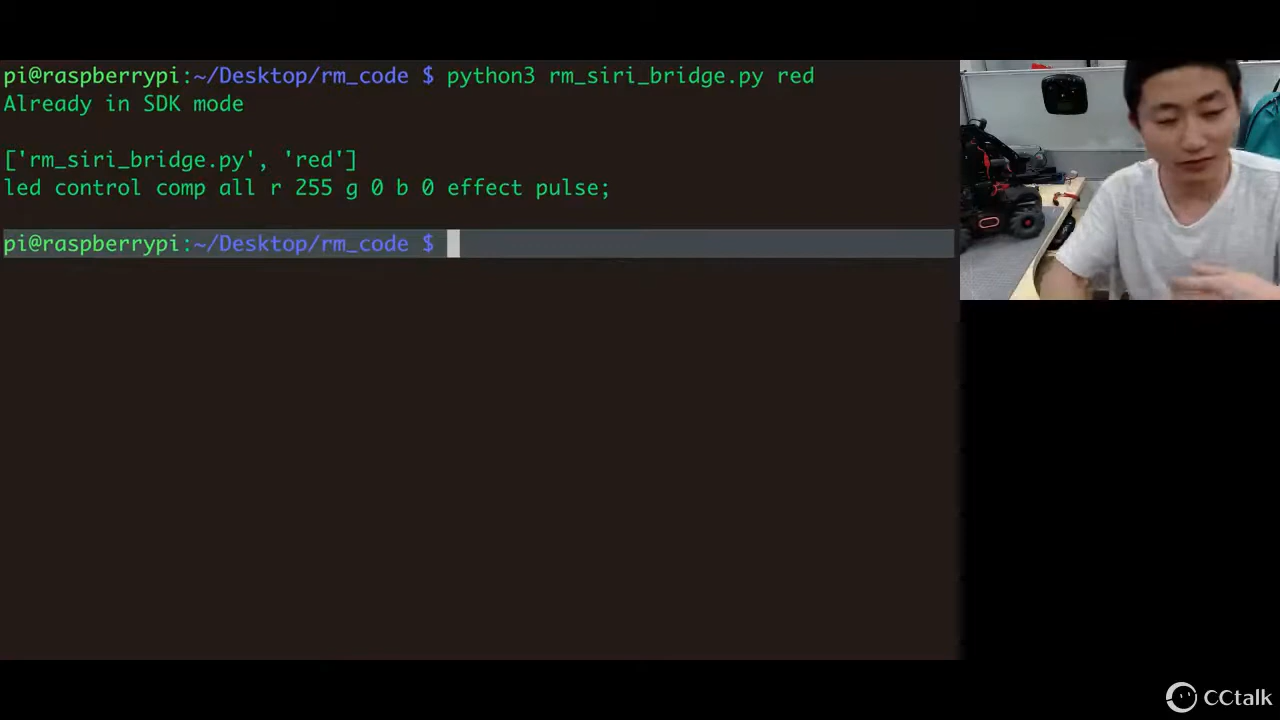 pi@raspberrypi:~/Desktop/rm_code $ python3 rm_siri_bridge.py red
Already in SDK mode
['rm_siri_bridge.py', 'red']
led control comp all r 255 g 0 b 0 effect pulse;
pi@raspberrypi:~/Desktop/rm_code $
CCtalk